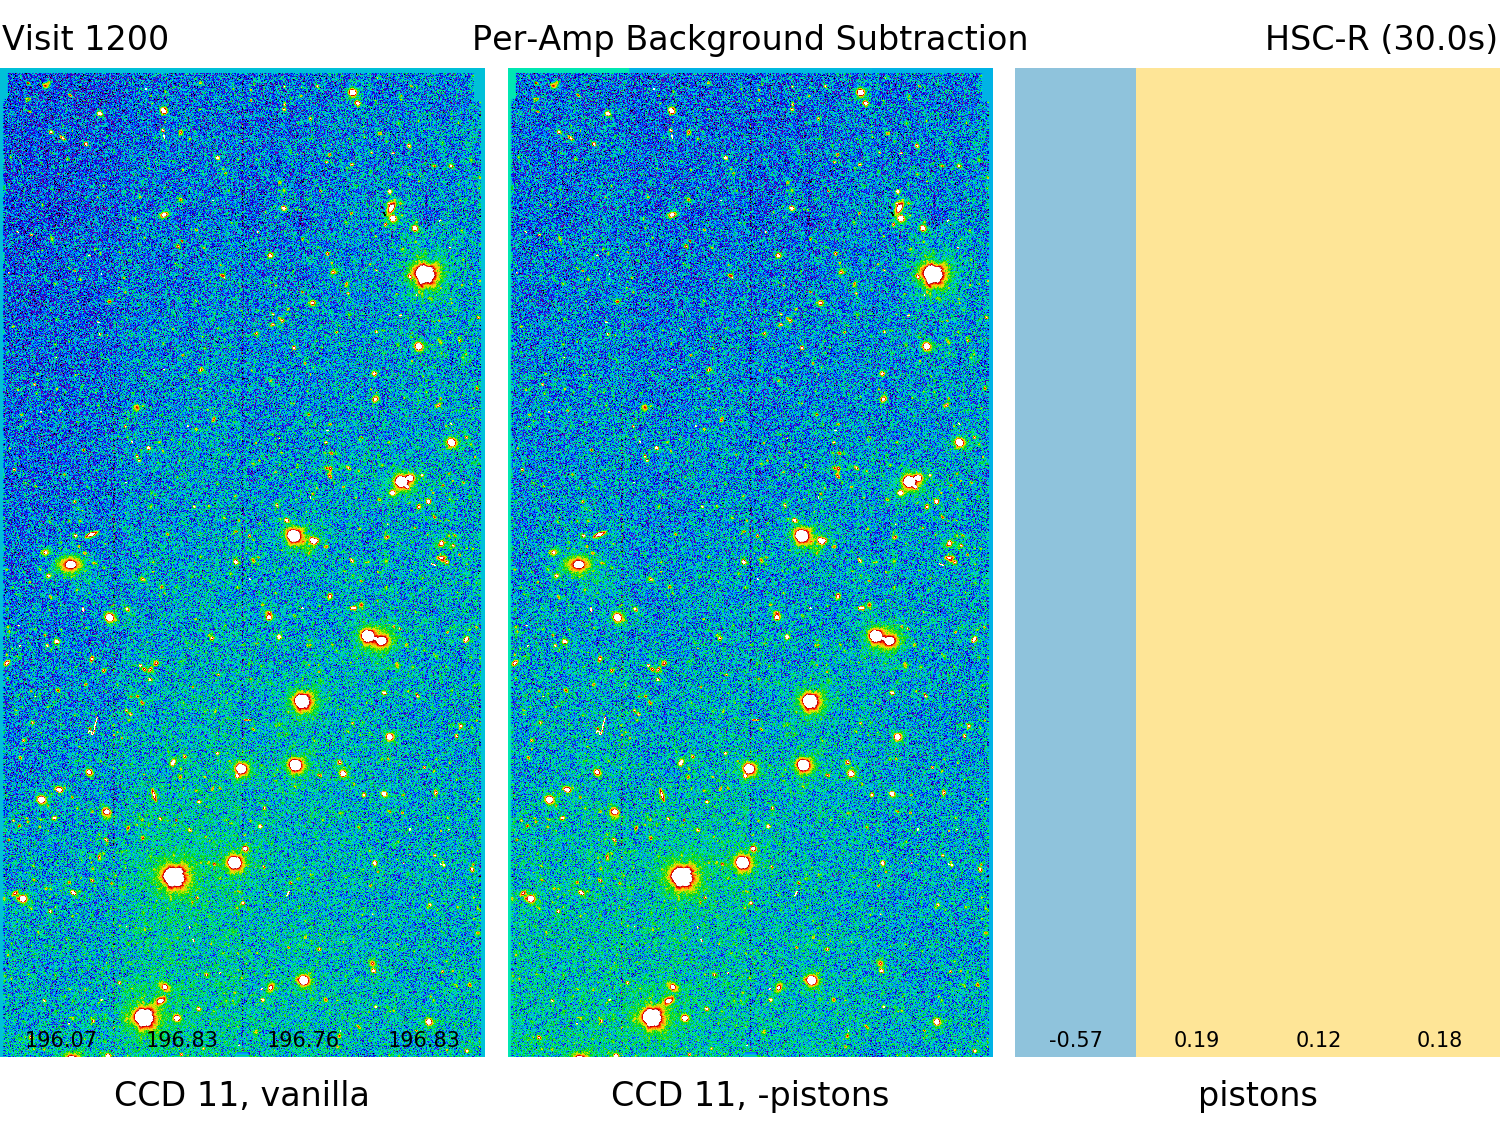 Visit 1200 Per-Amp Background Subtraction HSC-R (30.0s)
196.07 196.83 196.76 196.83 -0.57 0.19 0.12 0.18
CCD 11, vanilla CCD 11, -pistons pistons